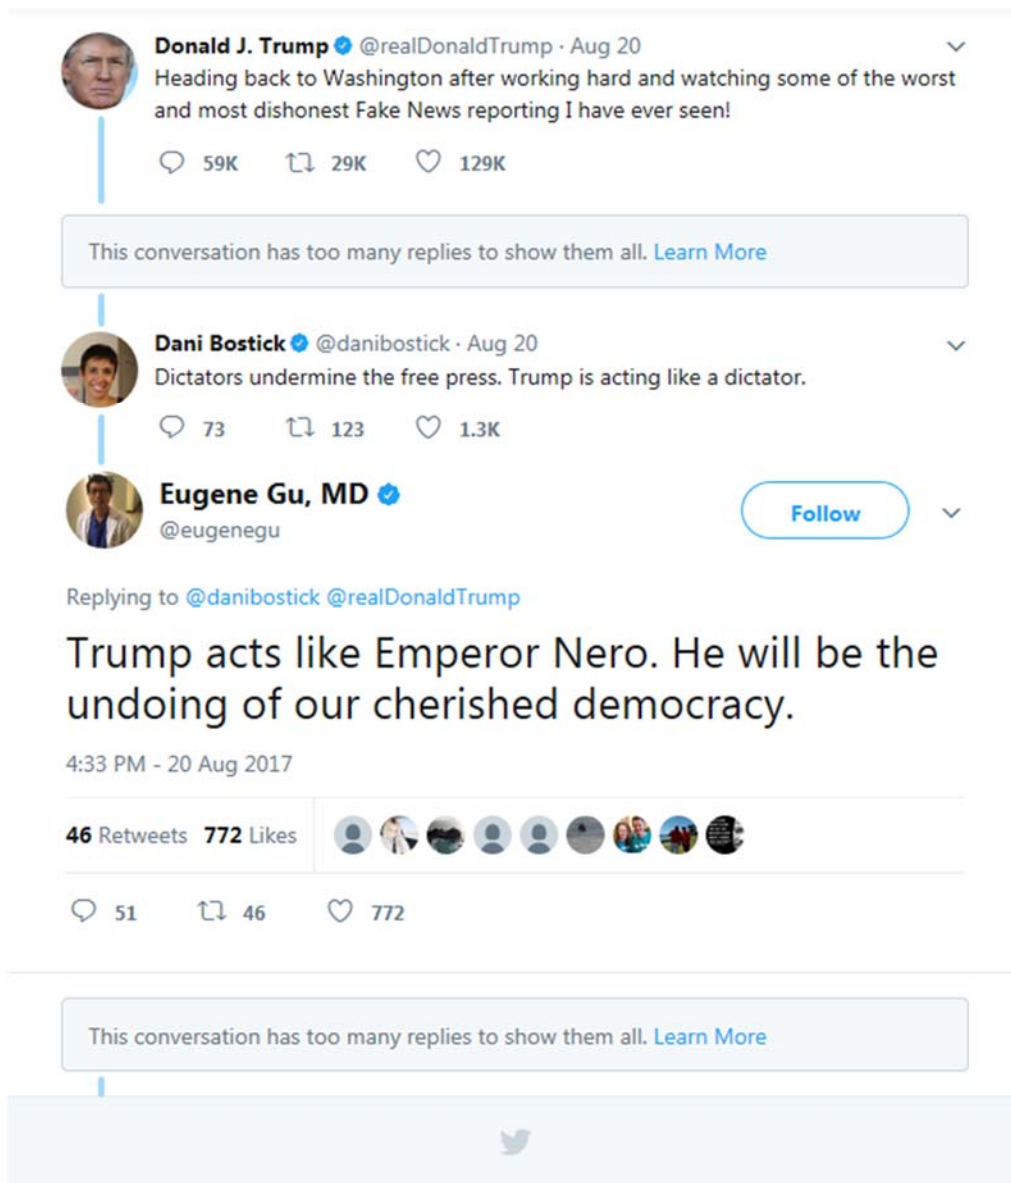 Donald J. Trump @realDonaldTrump · Aug 20
Heading back to Washington after working hard and watching some of the worst
and most dishonest Fake News reporting I have ever seen!
59K 29K 129K
This conversation has too many replies to show them all. Learn More
Dani Bostick @danibostick · Aug 20
Dictators undermine the free press. Trump is acting like a dictator.
73 123 1.3K
Eugene Gu, MD
@eugenegu
Follow
Replying to @danibostick @realDonaldTrump
Trump acts like Emperor Nero. He will be the
undoing of our cherished democracy.
4:33 PM - 20 Aug 2017
46 Retweets 772 Likes
51 46 772
This conversation has too many replies to show them all. Learn More